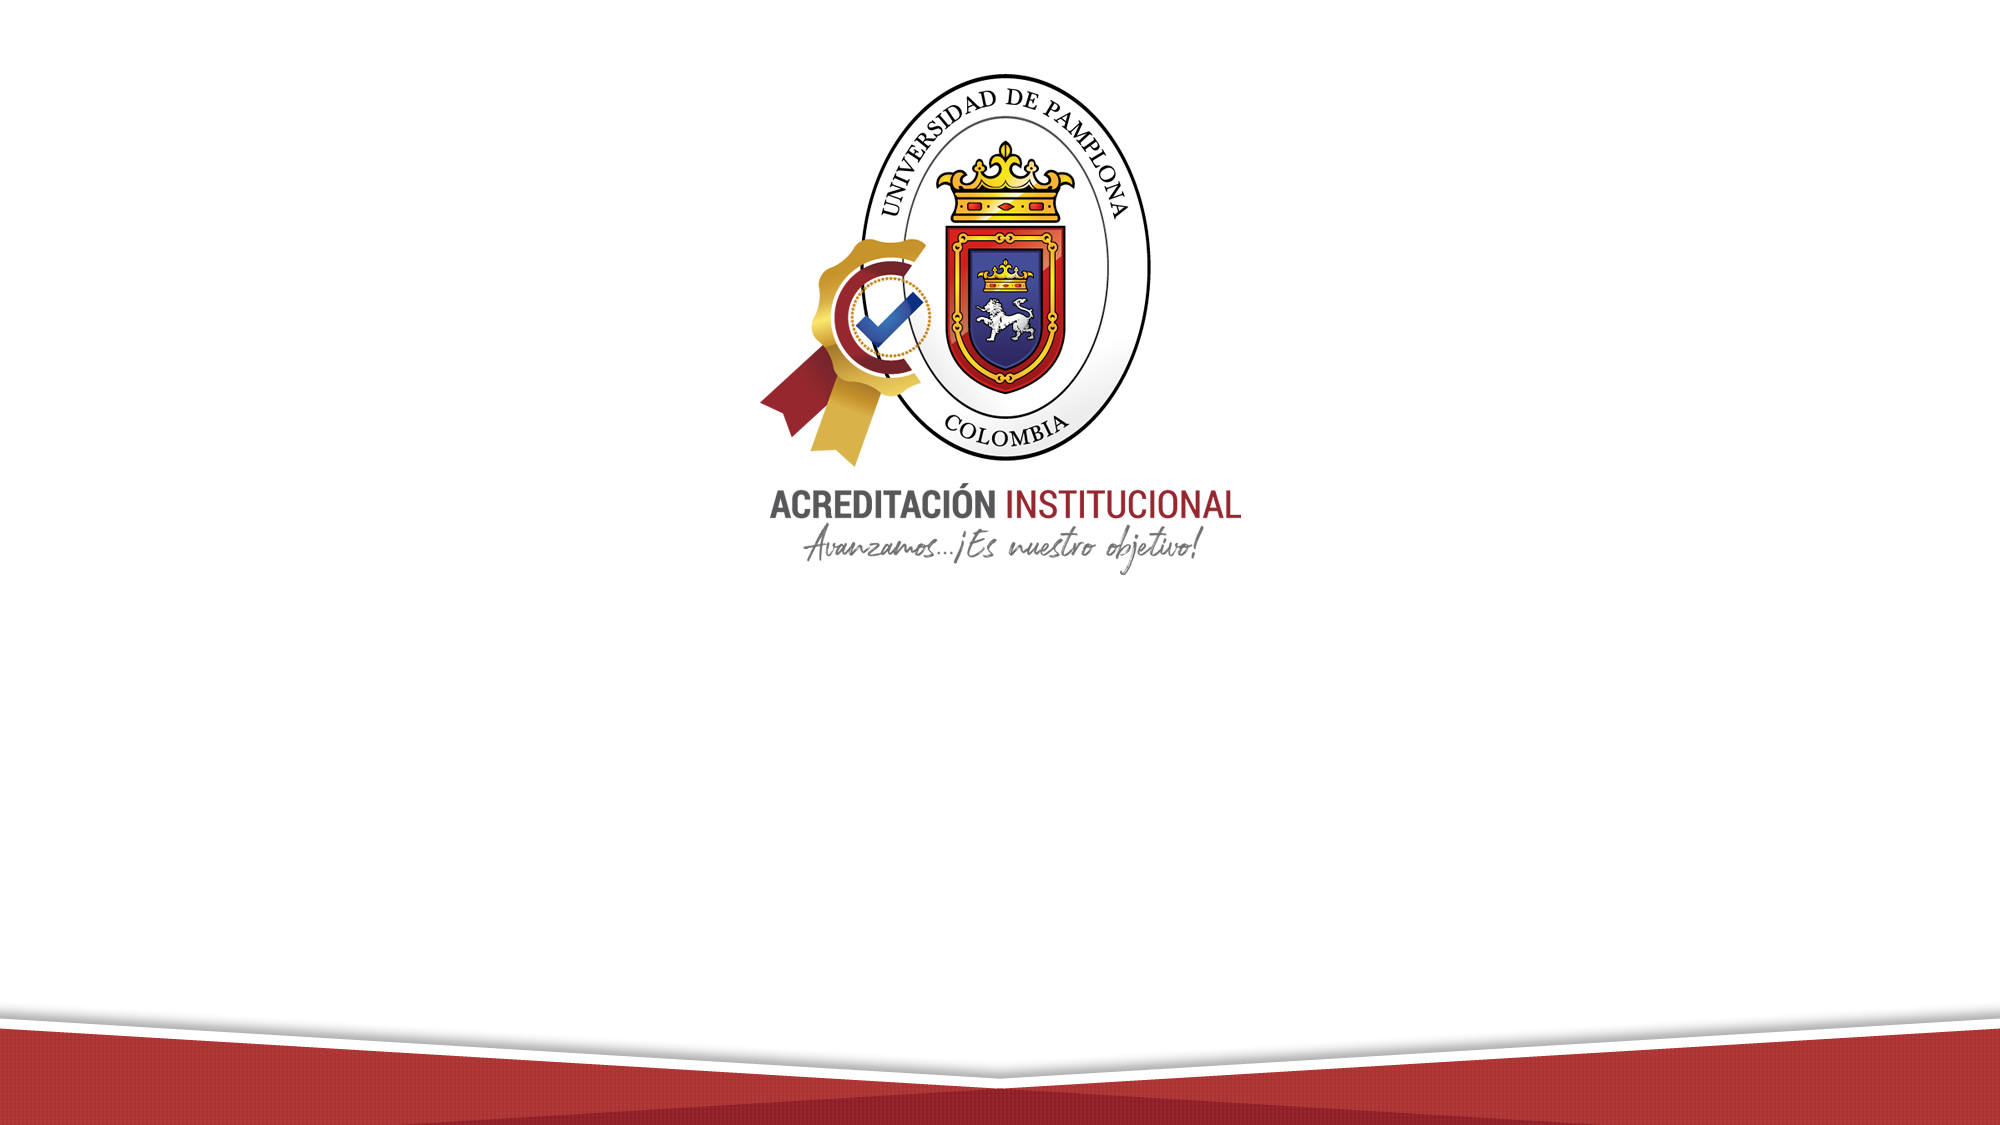 UNIVERSIDAD DE PAMPLONA
COLOMBIA
ACREDITACIÓN INSTITUCIONAL
Avanzamos...¡Es nuestro objetivo!